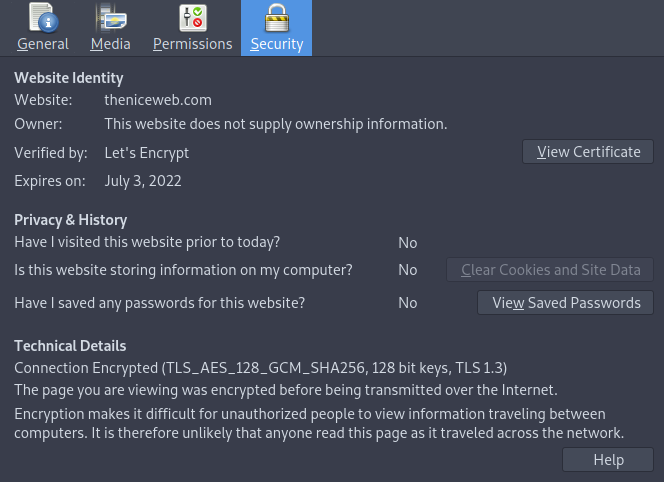 General Media Permissions Security
Website Identity
Website: theniceweb.com
Owner: This website does not supply ownership information.
Verified by: Let's Encrypt View Certificate
Expires on: July 3, 2022
Privacy & History
Have I visited this website prior to today? No
Is this website storing information on my computer? No Clear Cookies and Site Data
Have I saved any passwords for this website? No View Saved Passwords
Technical Details
Connection Encrypted (TLS_AES_128_GCM_SHA256, 128 bit keys, TLS 1.3)
The page you are viewing was encrypted before being transmitted over the Internet.
Encryption makes it difficult for unauthorized people to view information traveling between
computers. It is therefore unlikely that anyone read this page as it traveled across the network.
Help